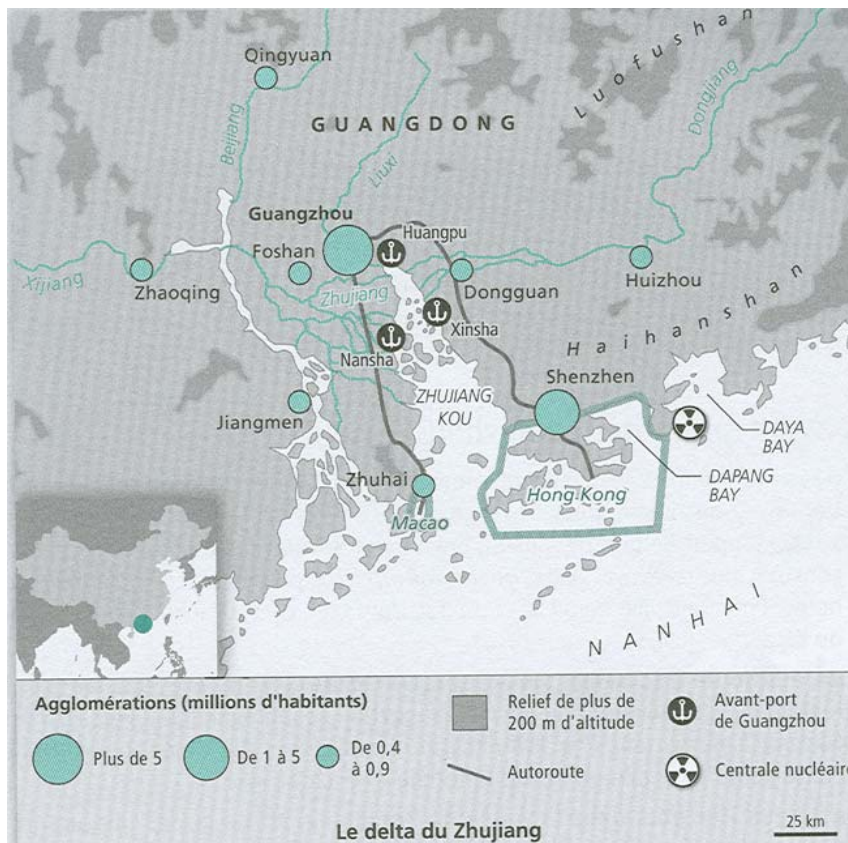 Qingyuan
Luofushan
Dongjiang
Beijiang
GUANGDONG
Liuxi
Guangzhou
Huangpu
Foshan
Xijiang
Zhaoqing
Zhujiang
Dongguan
Huizhou
Xinsha
Haihanshan
Nansha
Shenzhen
ZHUJIANG
KOU
Jiangmen
DAYA
BAY
DAPANG
BAY
Zhuhai
Hong Kong
Macao
NANHAI
Agglomérations (millions d'habitants)
Plus de 5
De 1 à 5
De 0,4
à 0,9
Relief de plus de
200 m d'altitude
Autoroute
Avant-port
de Guangzhou
Centrale nucléaire
Le delta du Zhujiang
25 km